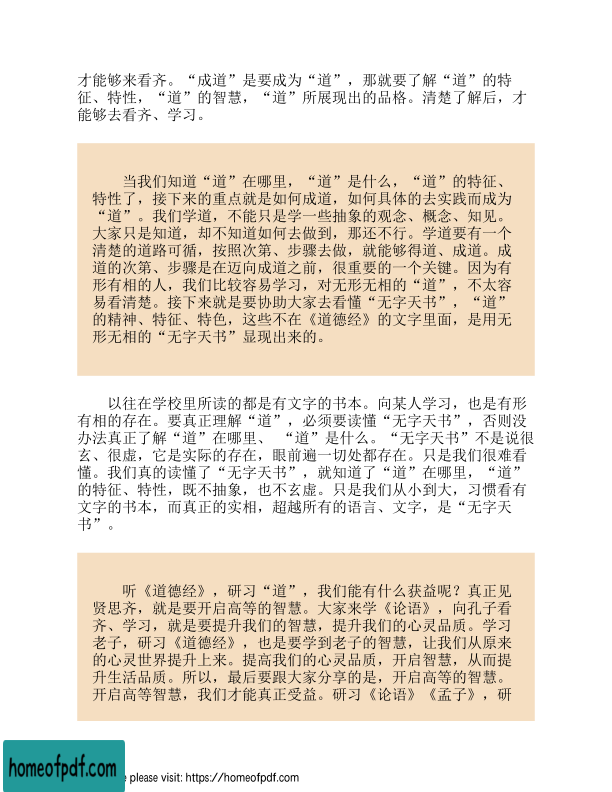 才能够来看齐。“成道”是要成为“道”，那就要了解“道”的特
征、特性，“道”的智慧，“道”所展现出的品格。清楚了解后，才
能够去看齐、学习。
当我们知道“道”在哪里，“道”是什么，“道”的特征、
特性了，接下来的重点就是如何成道，如何具体的去实践而成为
“道”。我们学道，不能只是学一些抽象的观念、概念、知见。
大家只是知道，却不知道如何去做到，那还不行。学道要有一个
清楚的道路可循，按照次第、步骤去做，就能够得道、成道。成
道的次第、步骤是在迈向成道之前，很重要的一个关键。因为有
形有相的人，我们比较容易学习，对无形无相的“道”，不太容
易看清楚。接下来就是要协助大家去看懂“无字天书”，“道”
的精神、特征、特色，这些不在《道德经》的文字里面，是用无
形无相的“无字天书”显现出来的。
以往在学校里所读的都是有文字的书本。向某人学习，也是有形
有相的存在。要真正理解“道”，必须要读懂“无字天书”，否则没
办法真正了解“道”在哪里、 “道”是什么。“无字天书”不是说很
玄、很虚，它是实际的存在，眼前遍一切处都存在。只是我们很难看
懂。我们真的读懂了“无字天书”，就知道了“道”在哪里，“道”
的特征、特性，既不抽象，也不玄虚。只是我们从小到大，习惯看有
文字的书本，而真正的实相，超越所有的语言、文字，是“无字天
书”。
听《道德经》，研习“道”，我们能有什么获益呢？真正见
贤思齐，就是要开启高等的智慧。大家来学《论语》，向孔子看
齐、学习，就是要提升我们的智慧，提升我们的心灵品质。学习
老子，研习《道德经》，也是要学到老子的智慧，让我们从原来
的心灵世界提升上来。提高我们的心灵品质，开启智慧，从而提
升生活品质。所以，最后要跟大家分享的是，开启高等的智慧。
开启高等智慧，我们才能真正受益。研习《论语》《孟子》，研
homeofpdf.com
please visit: https://homeofpdf.com